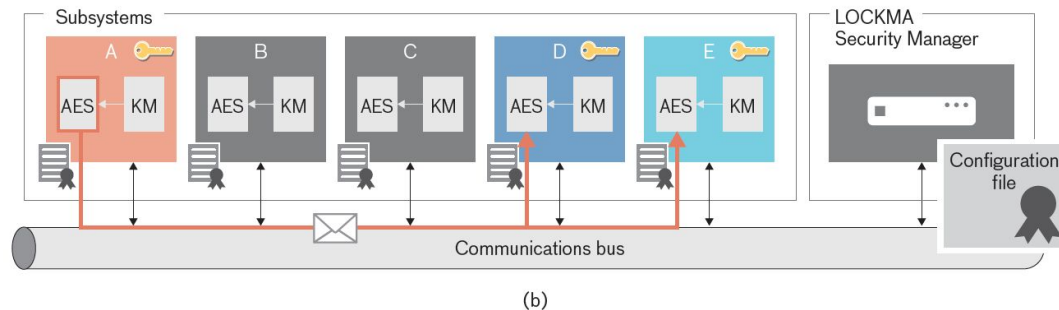 Subsystems
LOCKMA
Security Manager
A
B
C
D
E
AES
KM
AES
KM
AES
KM
AES
KM
AES
KM
Configuration
file
Communications bus
(b)